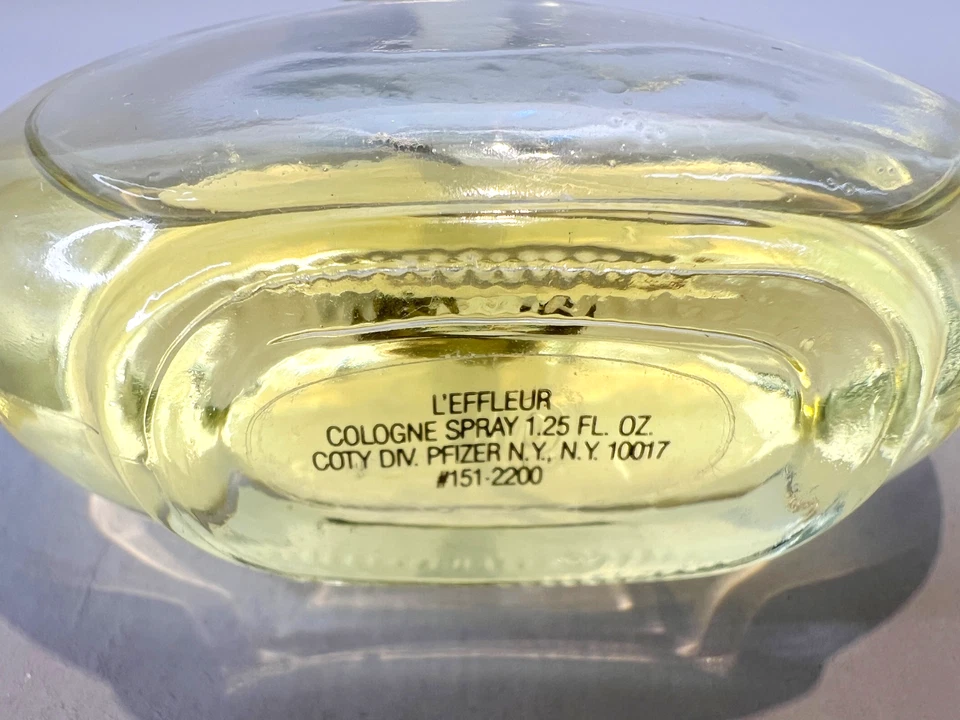 L'EFFLEUR
COLOGNE SPRAY 1.25 FL. OZ.
COTY DIV. PFIZER N.Y., N.Y. 10017
#151-2200